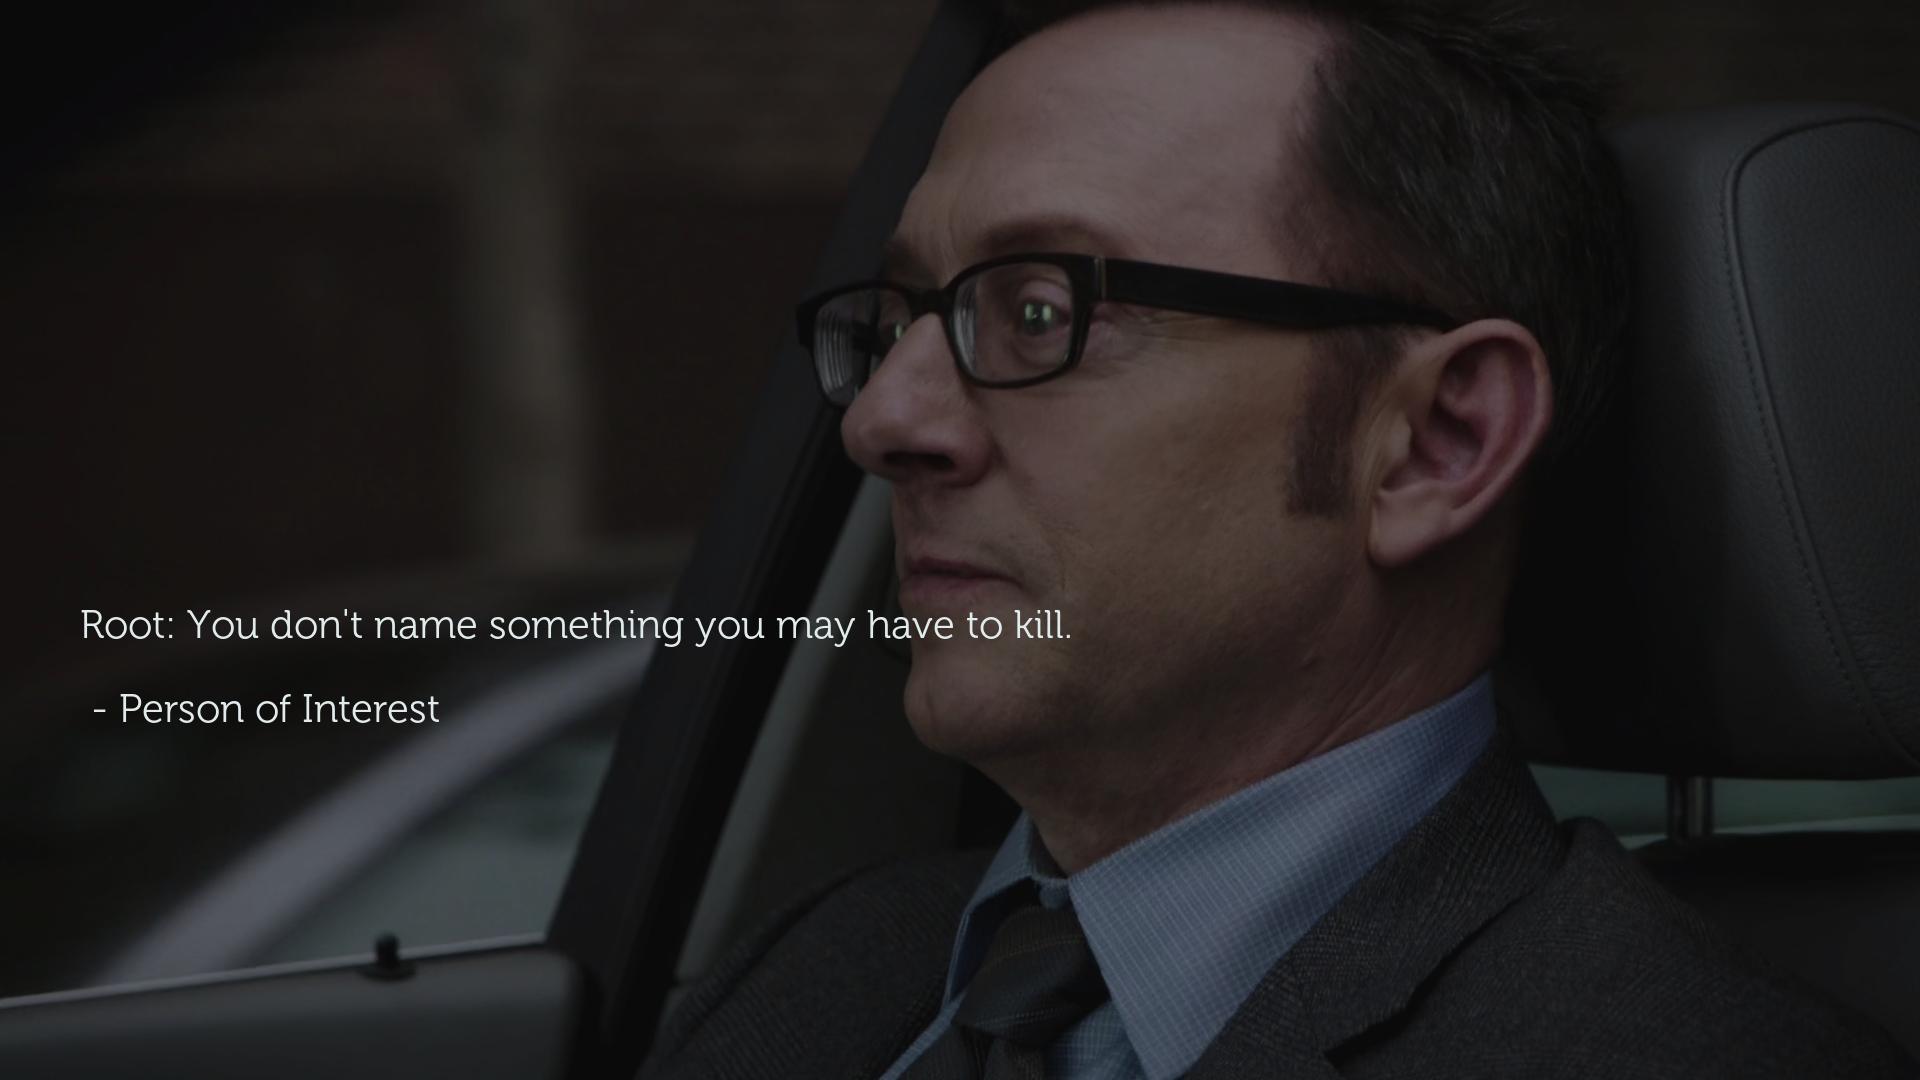 Root: You don't name something you may have to kill.
- Person of Interest